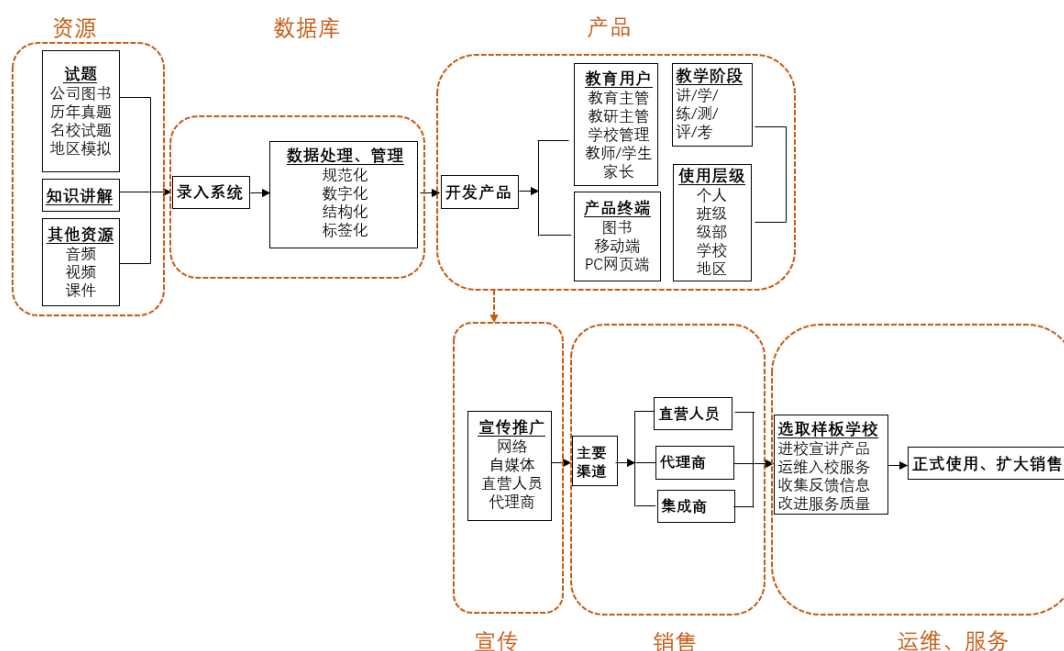 资源
数据库
产品
试题
公司图书
历年真题
名校试题
地区模拟
知识讲解
其他资源
音频
视频
课件
录入系统
数据处理、管理
规范化
数字化
结构化
标签化
开发产品
教育用户
教育主管
教研主管
学校管理
教师/学生
家长
产品终端
图书
移动端
PC网页端
教学阶段
讲/学/
练/测/
评/考
使用层级
个人
班级
级部
学校
地区
宣传推广
网络
自媒体
直营人员
代理商
主要
渠道
直营人员
代理商
集成商
选取样板学校
进校宣讲产品
运维入校服务
收集反馈信息
改进服务质量
正式使用、扩大销售
宣传
销售
运维、服务